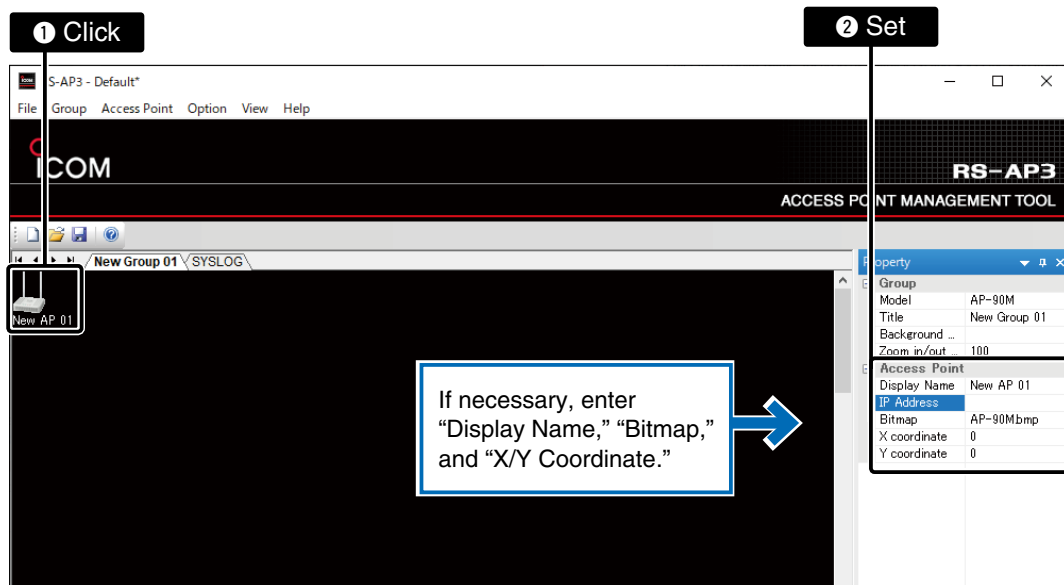 ❶ Click
❷ Set
S-AP3 - Default*
File Group Access Point Option View Help
ICOM
RS-AP3
ACCESS POINT MANAGEMENT TOOL
New Group 01 SYSLOG
Property
New AP 01
Group
Model AP-90M
Title New Group 01
Background ...
Zoom in/out ... 100
Access Point
Display Name New AP 01
IP Address
Bitmap AP-90M.bmp
X coordinate 0
Y coordinate 0
If necessary, enter
“Display Name,” “Bitmap,”
and “X/Y Coordinate.”